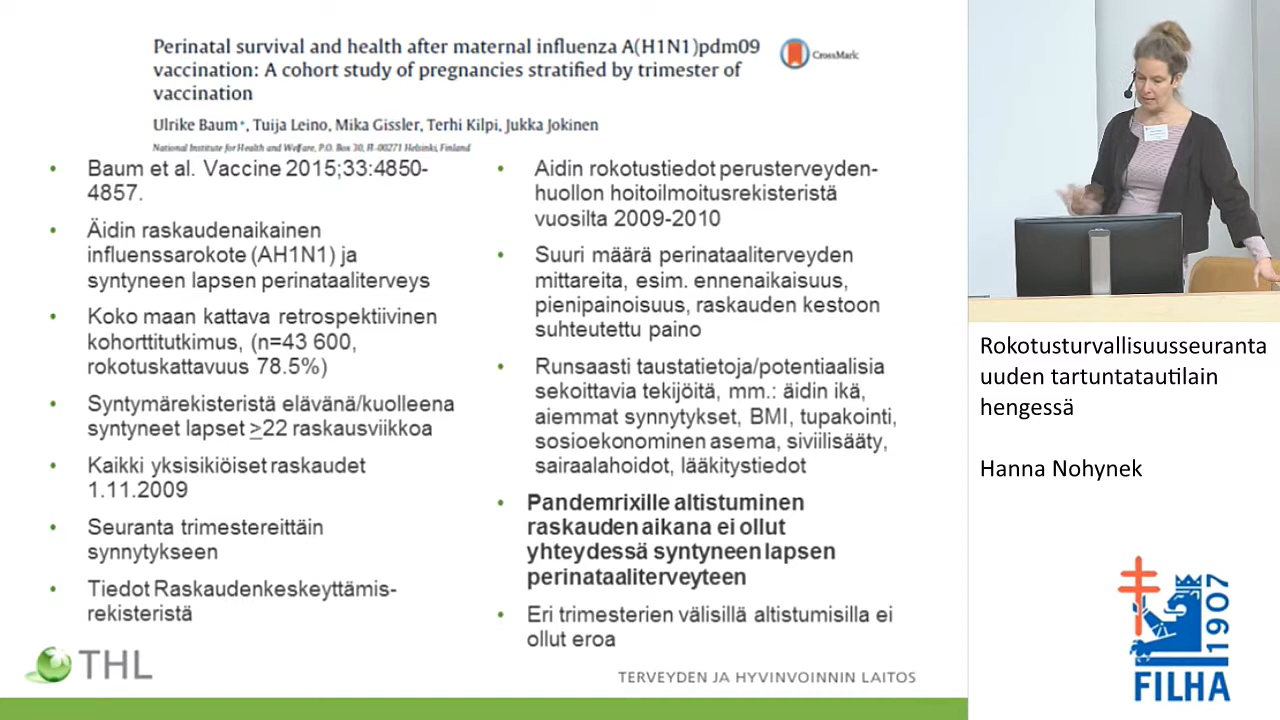 Perinatal survival and health after maternal influenza A(H1N1)pdm09
vaccination: A cohort study of pregnancies stratified by trimester of
vaccination
CrossMark
Ulrike Baum*, Tuija Leino, Mika Gissler, Terhi Kilpi, Jukka Jokinen
National Institute for Health and Welfare, P.O. Box 30, FI-00271 Helsinki, Finland
• Baum et al. Vaccine 2015;33:4850-
4857.
• Äidin raskaudenaikainen
influenssarokote (AH1N1) ja
syntyneen lapsen perinataaliterveys
• Koko maan kattava retrospektiivinen
kohorttitutkimus, (n=43 600,
rokotuskattavuus 78.5%)
• Syntymärekisteristä elävänä/kuolleena
syntyneet lapset >22 raskausviikkoa
• Kaikki yksisikiöiset raskaudet
1.11.2009
• Seuranta trimestereittäin
synnytykseen
• Tiedot Raskaudenkeskeyttämis-
rekisteristä
• Äidin rokotustiedot perusterveyden-
huollon hoitoilmoitusrekisteristä
vuosilta 2009-2010
• Suuri määrä perinataaliterveyden
mittareita, esim. ennenaikaisuus,
pienipainoisuus, raskauden kestoon
suhteutettu paino
• Runsaasti taustatietoja/potentiaalisia
sekoittavia tekijöitä, mm.: äidin ikä,
aiemmat synnytykset, BMI, tupakointi,
sosioekonominen asema, siviilisääty,
sairaalahoidot, lääkitystiedot
• Pandemrixille altistuminen
raskauden aikana ei ollut
yhteydessä syntyneen lapsen
perinataaliterveyteen
• Eri trimesterien välisillä altistumisilla ei
ollut eroa
THL
TERVEYDEN JA HYVINVOINNIN LAITOS
Rokotusturvallisuusseuranta
uuden tartuntatautilain
hengessä
Hanna Nohynek
1907
FILHA